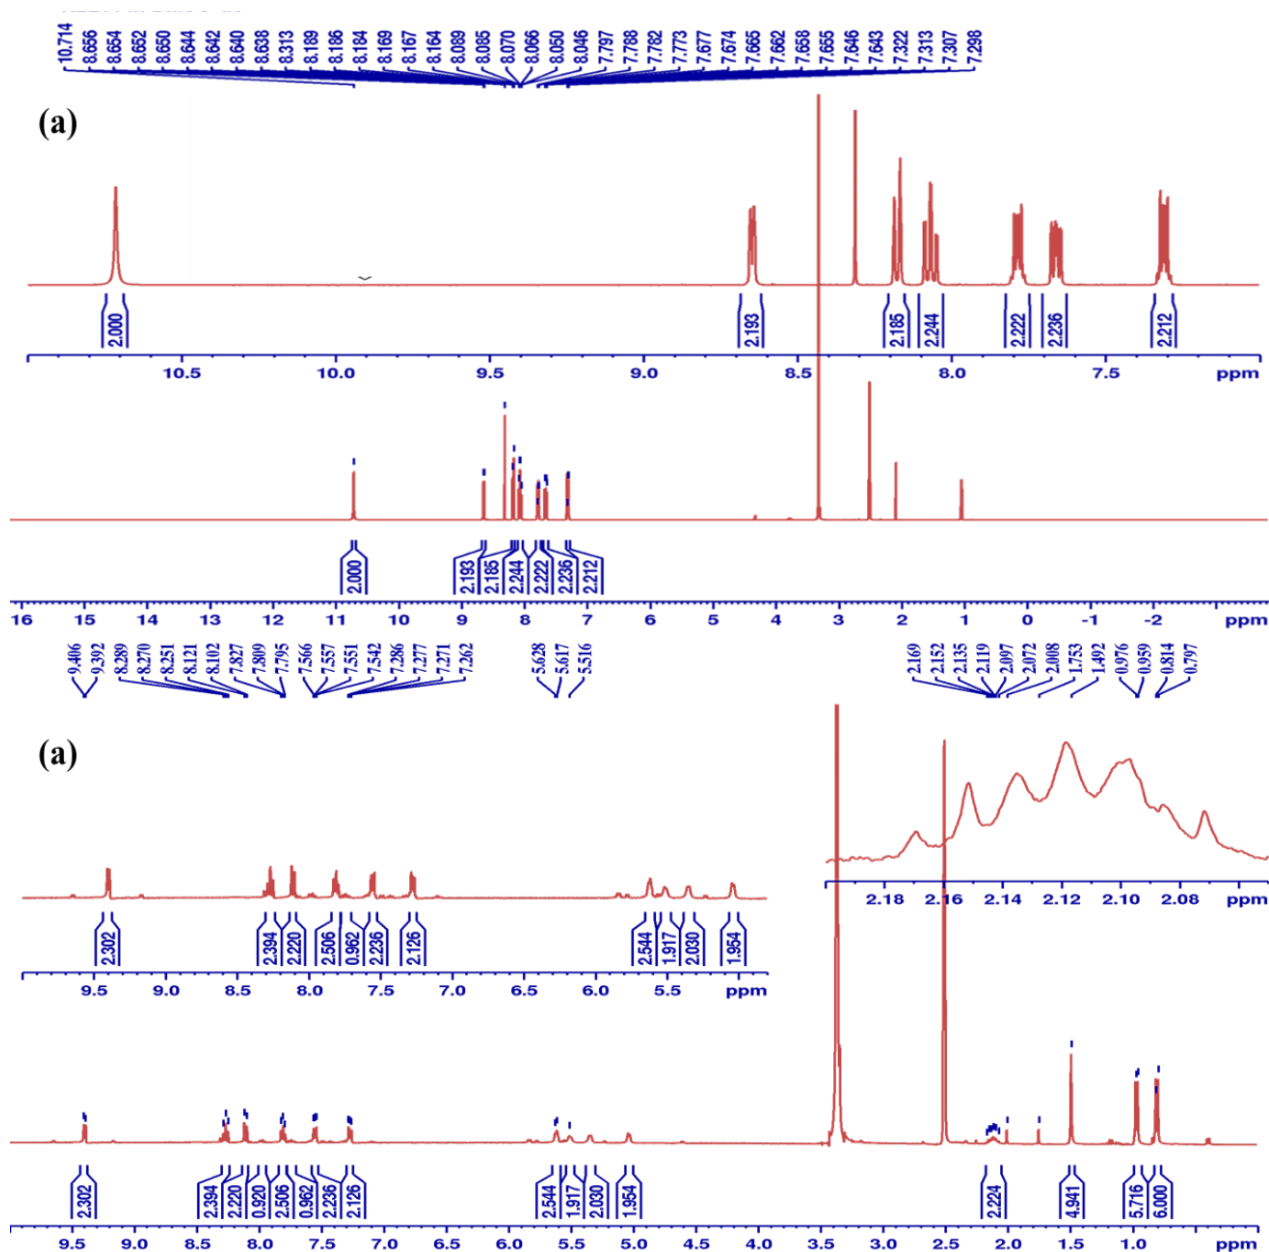 10.714 8.656 8.654 8.652 8.650 8.644 8.642 8.640 8.638 8.313 8.189 8.186 8.184 8.169 8.167 8.164 8.089 8.085 8.070 8.066 8.050 8.046 7.797 7.788 7.782 7.773 7.677 7.674 7.665 7.662 7.658 7.655 7.646 7.643 7.322 7.313 7.307 7.298
(a)
2.000 2.193 2.185 2.244 2.222 2.236 2.212
10.5 10.0 9.5 9.0 8.5 8.0 7.5 ppm
2.000 2.193 2.185 2.244 2.222 2.236 2.212
16 15 14 13 12 11 10 9 8 7 6 5 4 3 2 1 0 -1 -2 ppm
9.406 9.392 8.289 8.270 8.251 8.121 8.102 7.827 7.809 7.795 7.566 7.557 7.551 7.542 7.286 7.277 7.271 7.262 5.628 5.617 5.516 2.169 2.152 2.135 2.119 2.097 2.072 2.008 1.753 1.492 0.976 0.959 0.814 0.797
(a)
2.18 2.16 2.14 2.12 2.10 2.08 ppm
2.302 2.394 2.220 2.506 0.962 2.236 2.126 2.544 1.917 2.030 1.954
9.5 9.0 8.5 8.0 7.5 7.0 6.5 6.0 5.5 ppm
2.302 2.394 2.220 0.920 2.506 0.962 2.236 2.126 2.544 1.917 2.030 1.954 2.224 4.941 5.716 6.000
9.5 9.0 8.5 8.0 7.5 7.0 6.5 6.0 5.5 5.0 4.5 4.0 3.5 3.0 2.5 2.0 1.5 1.0 ppm